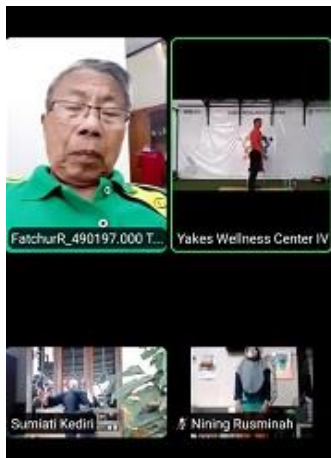 FatchurR_490197.000 T...
Yakes Wellness Center IV
Sumiati Kediri
Nining Rusminah